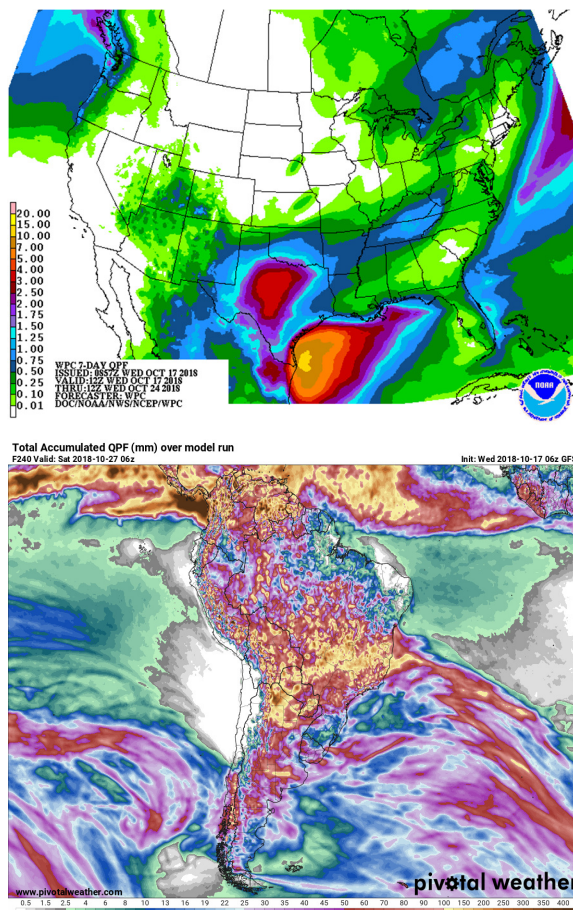 20.00
15.00
10.00
7.00
5.00
4.00
3.00
2.50
2.00
1.75
1.50
1.25
1.00
0.75
0.50
0.25
0.10
0.01
WPC 7-DAY QPF
ISSUED: 0857Z WED OCT 17 2018
VALID:12Z WED OCT 17 2018
THRU:12Z WED OCT 24 2018
FORECASTER: WPC
DOC/NOAA/NWS/NCEP/WPC
NOAA
Total Accumulated QPF (mm) over model run
F240 Valid: Sat 2018-10-27 06z Init: Wed 2018-10-17 06z GFS
www.pivotalweather.com
pivotal weather
0.5 1 1.5 2 2.5 4 6 8 10 13 16 19 22 25 30 35 40 45 50 60 70 80 90 100 150 200 250 300 350 400